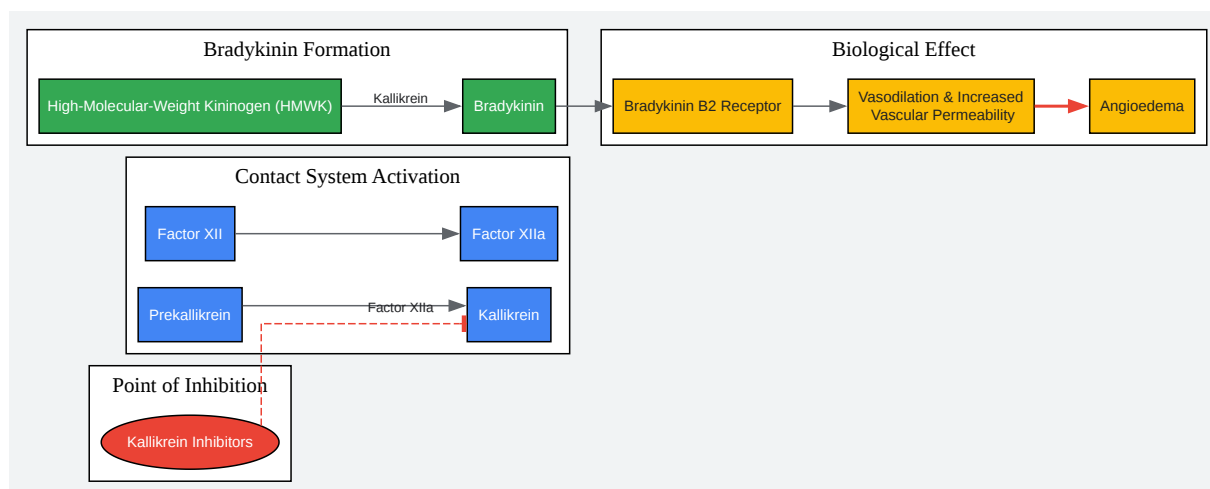 Bradykinin Formation
High-Molecular-Weight Kininogen (HMWK)
Kallikrein
Bradykinin
Biological Effect
Bradykinin B2 Receptor
Vasodilation & Increased
Vascular Permeability
Angioedema
Contact System Activation
Factor XII
Factor XIIa
Prekallikrein
Factor XIIa
Kallikrein
Point of Inhibition
Kallikrein Inhibitors